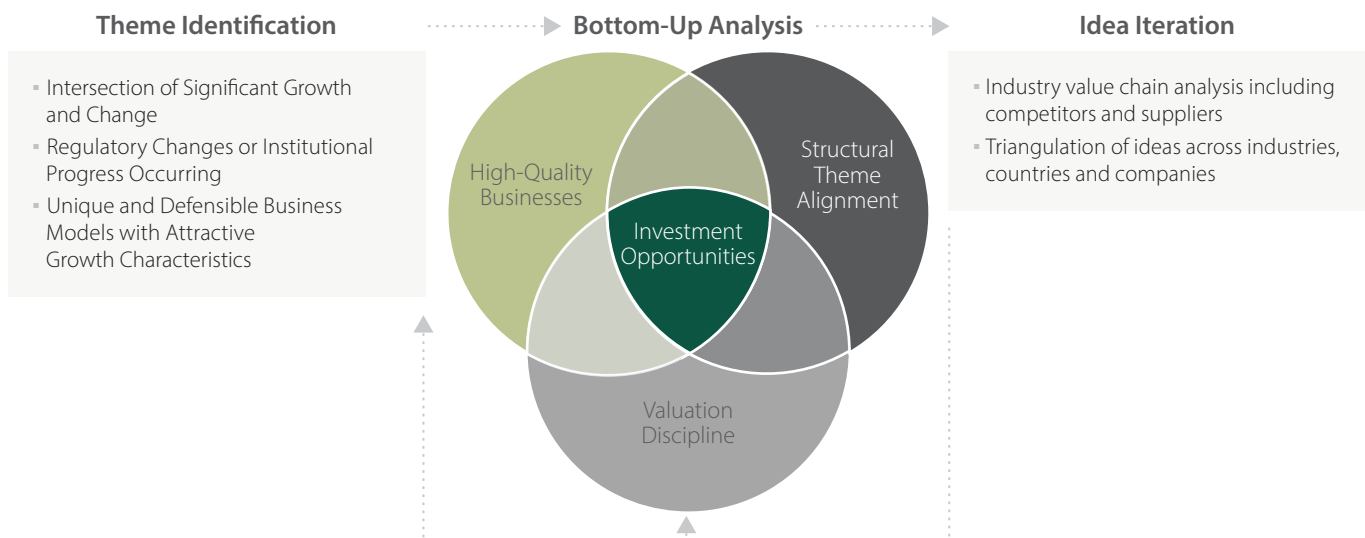 Theme Identification
▪ Intersection of Significant Growth
and Change
▪ Regulatory Changes or Institutional
Progress Occurring
▪ Unique and Defensible Business
Models with Attractive
Growth Characteristics
Bottom-Up Analysis
High-Quality
Businesses
Structural
Theme
Alignment
Investment
Opportunities
Valuation
Discipline
Idea Iteration
▪ Industry value chain analysis including
competitors and suppliers
▪ Triangulation of ideas across industries,
countries and companies